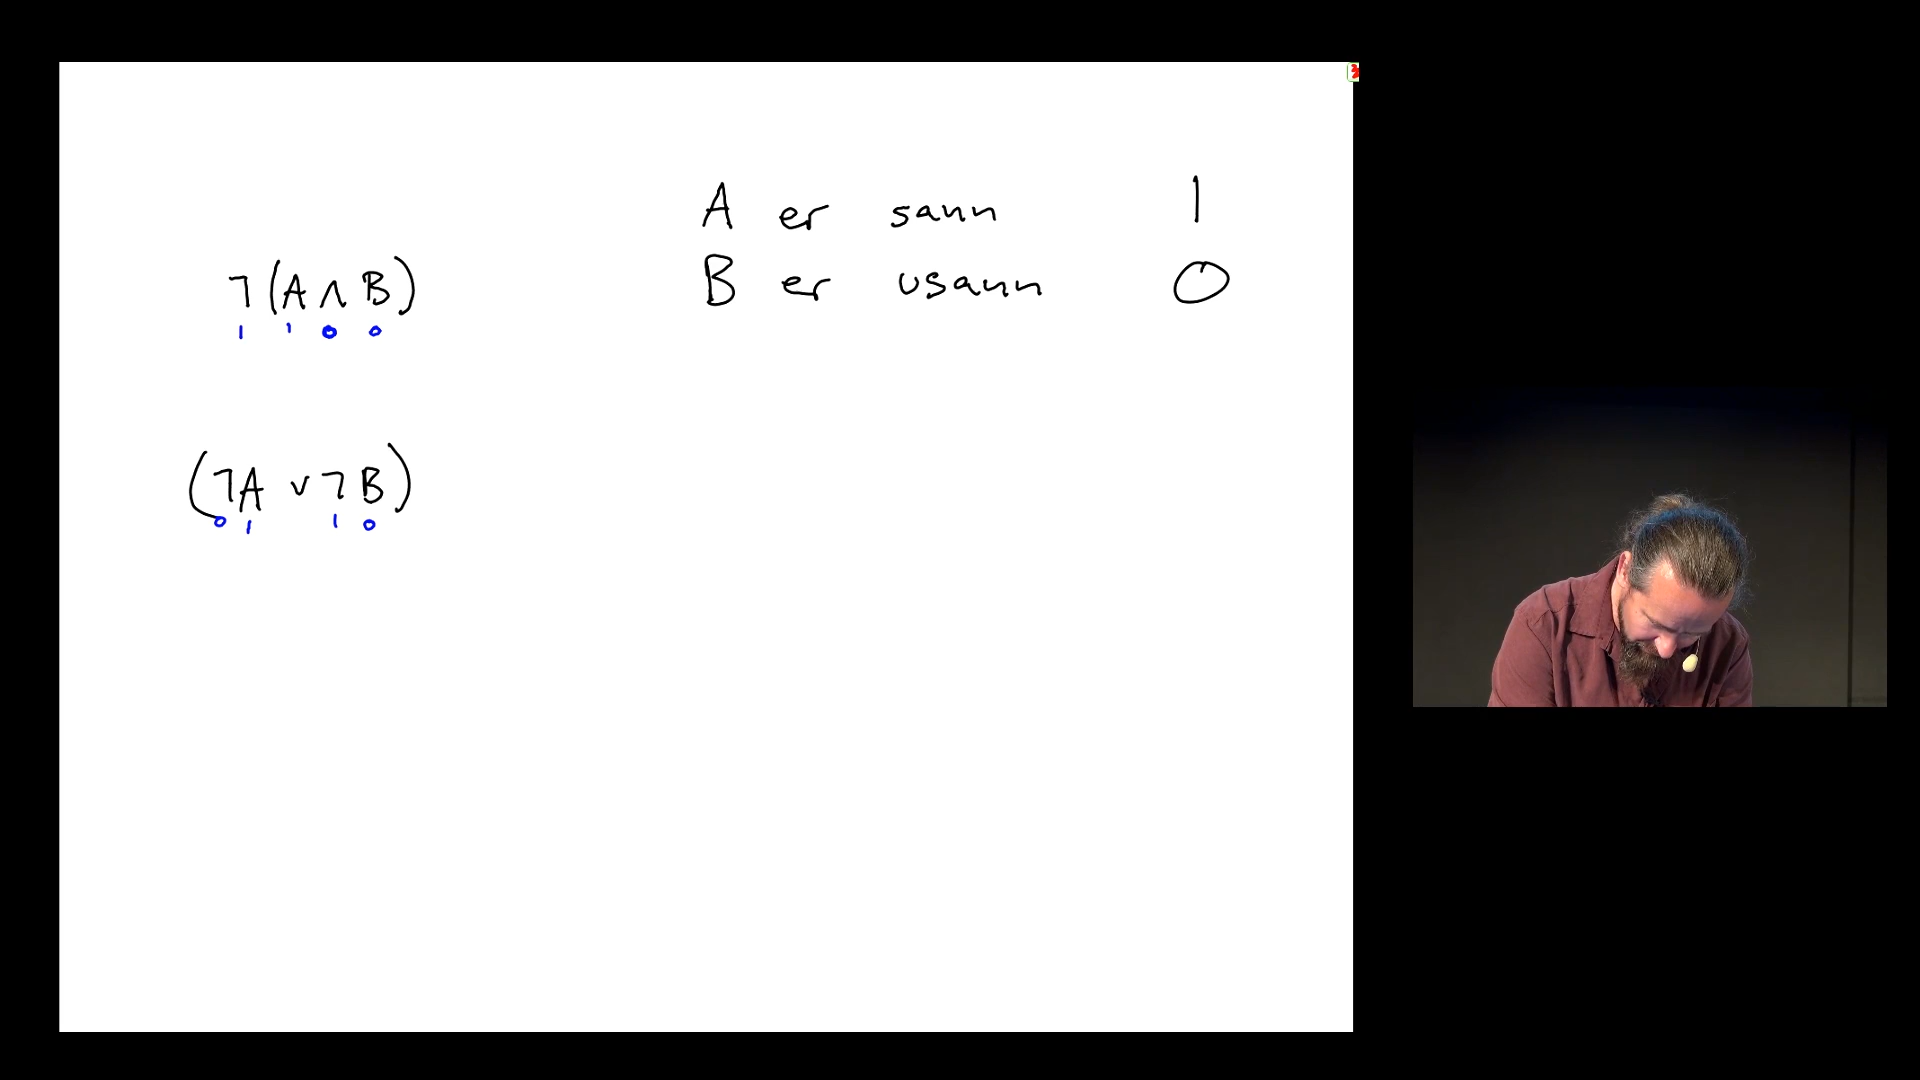 A er sann 1
B er usann 0
¬(A ∧ B)
1 1 0 0
(¬A ∨ ¬B)
0 1 1 0